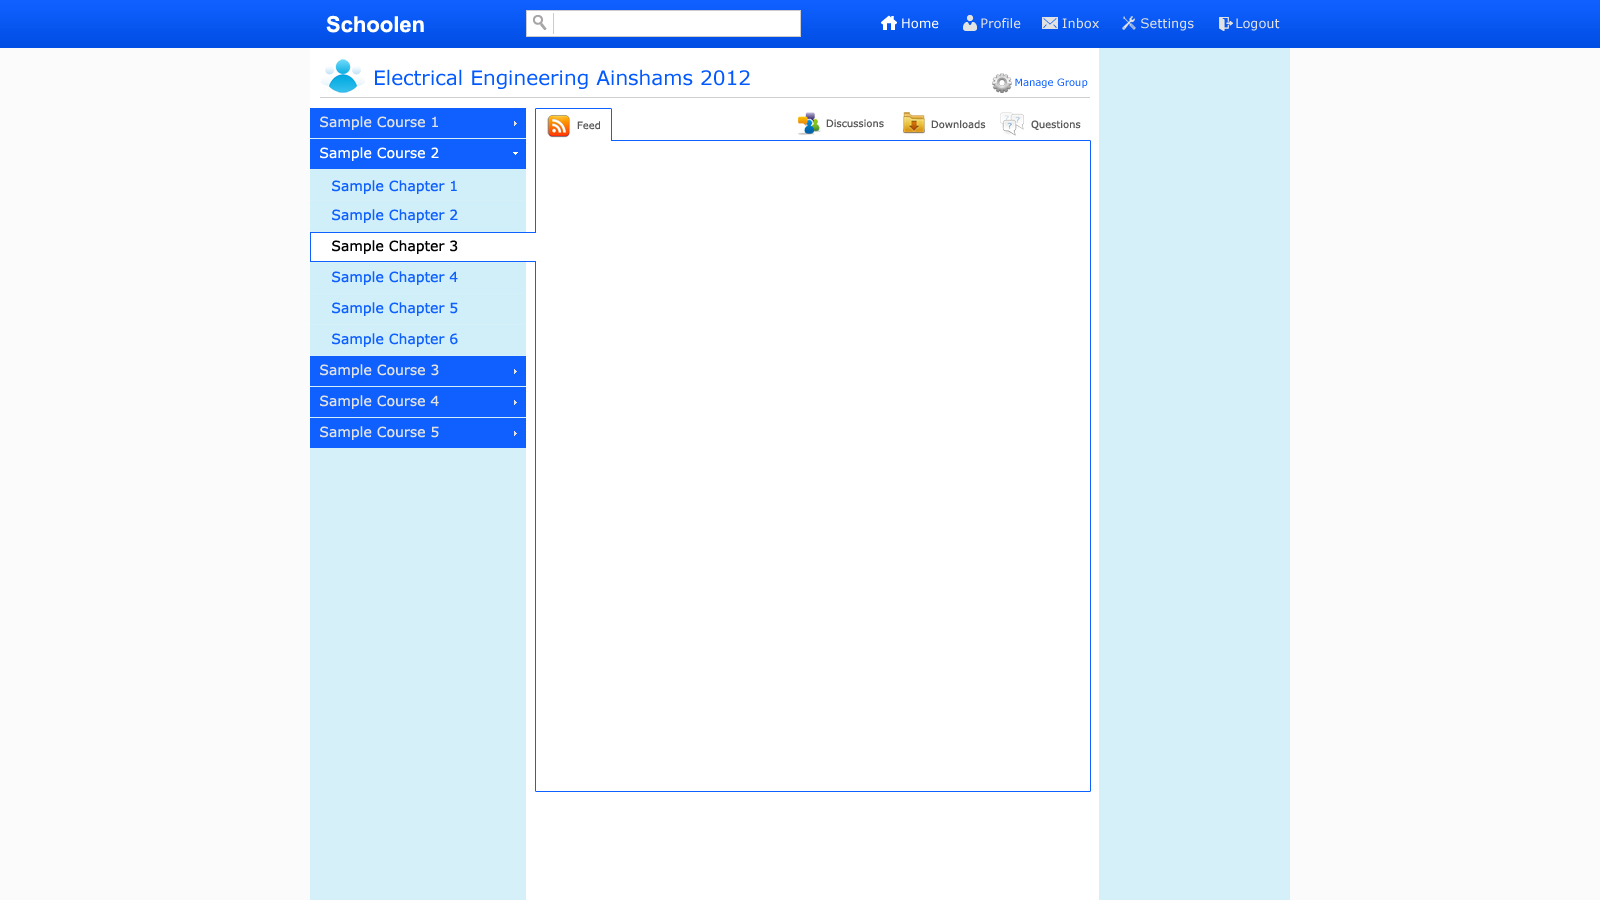 Schoolen
Home Profile Inbox Settings Logout
Electrical Engineering Ainshams 2012
Manage Group
Sample Course 1
Sample Course 2
Sample Chapter 1
Sample Chapter 2
Sample Chapter 3
Sample Chapter 4
Sample Chapter 5
Sample Chapter 6
Sample Course 3
Sample Course 4
Sample Course 5
Feed
Discussions Downloads Questions